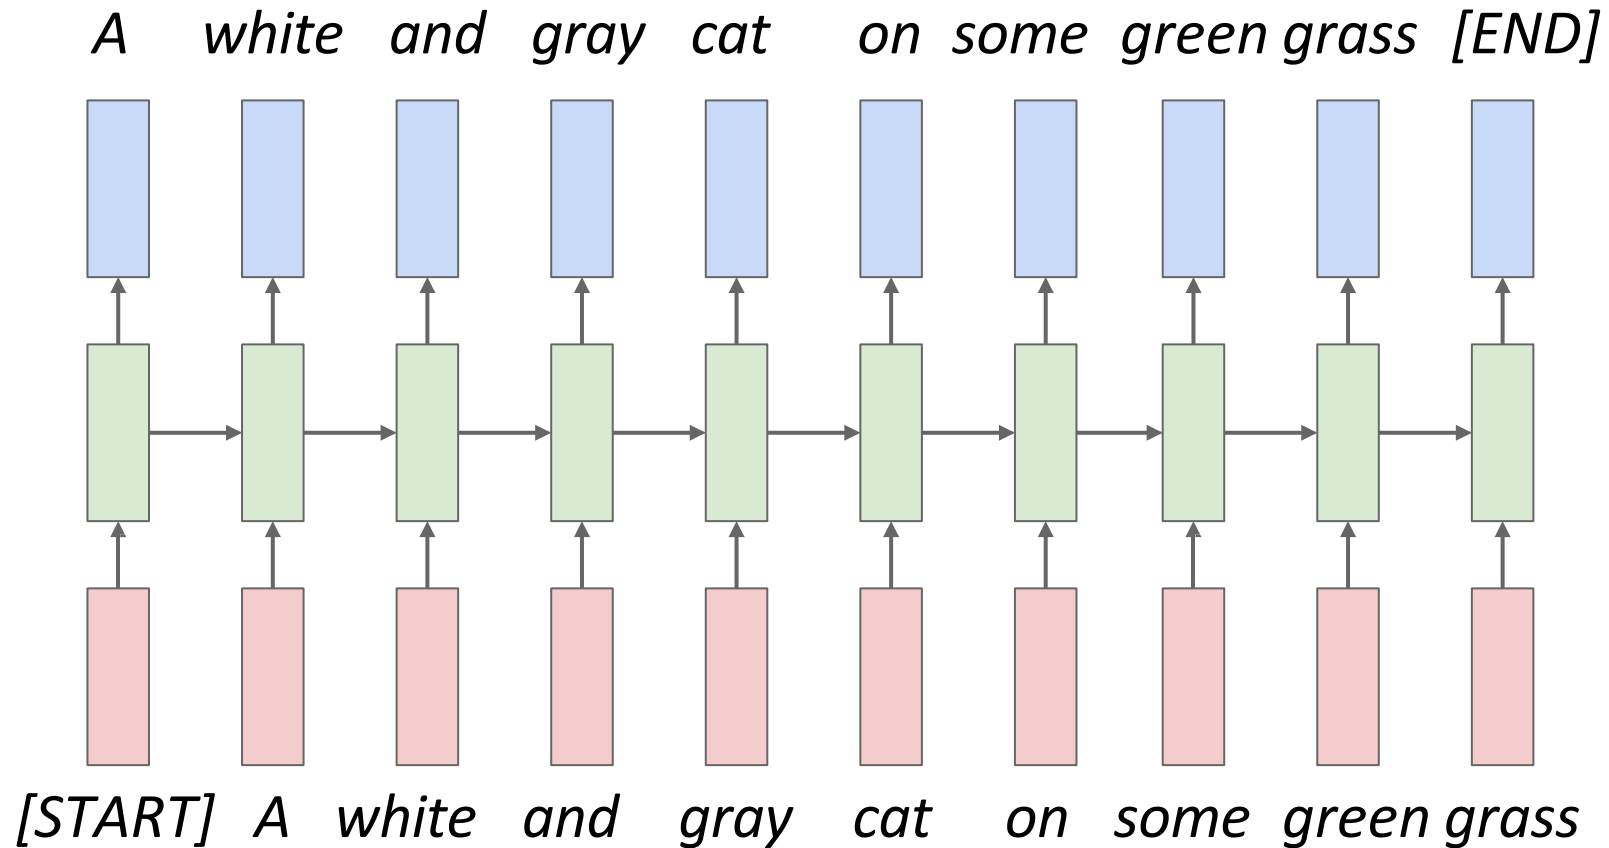 A white and gray cat on some green grass [END]
[START] A white and gray cat on some green grass